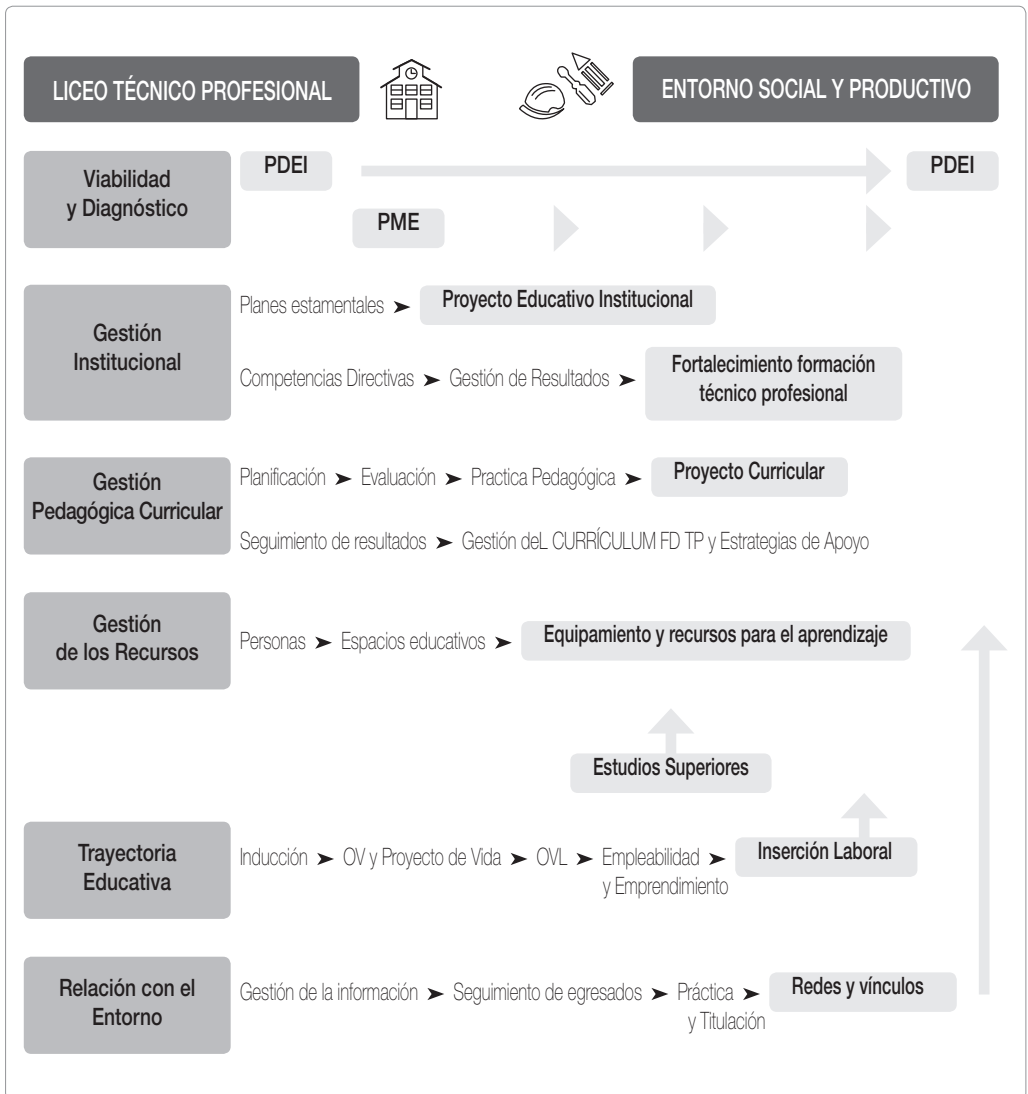 LICEO TÉCNICO PROFESIONAL
ENTORNO SOCIAL Y PRODUCTIVO
Viabilidad
y Diagnóstico
PDEI
PDEI
PME
Gestión
Institucional
Planes estamentales ➤ Proyecto Educativo Institucional
Competencias Directivas ➤ Gestión de Resultados ➤ Fortalecimiento formación
técnico profesional
Gestión
Pedagógica Curricular
Planificación ➤ Evaluación ➤ Practica Pedagógica ➤ Proyecto Curricular
Seguimiento de resultados ➤ Gestión deL CURRÍCULUM FD TP y Estrategias de Apoyo
Gestión
de los Recursos
Personas ➤ Espacios educativos ➤ Equipamiento y recursos para el aprendizaje
Estudios Superiores
Trayectoria
Educativa
Inducción ➤ OV y Proyecto de Vida ➤ OVL ➤ Empleabilidad ➤ Inserción Laboral
y Emprendimiento
Relación con el
Entorno
Gestión de la información ➤ Seguimiento de egresados ➤ Práctica ➤ Redes y vínculos
y Titulación